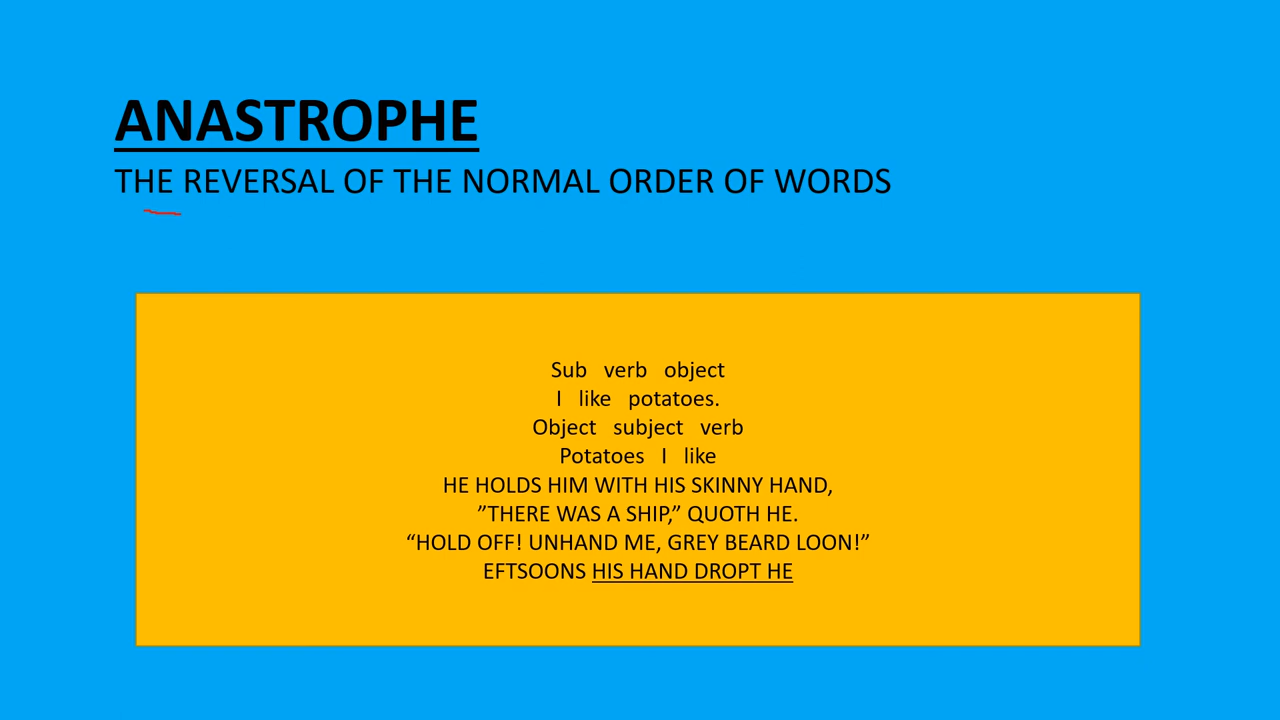 ANASTROPHE
THE REVERSAL OF THE NORMAL ORDER OF WORDS
Sub verb object
I like potatoes.
Object subject verb
Potatoes I like
HE HOLDS HIM WITH HIS SKINNY HAND,
”THERE WAS A SHIP,” QUOTH HE.
“HOLD OFF! UNHAND ME, GREY BEARD LOON!”
EFTSOONS HIS HAND DROPT HE